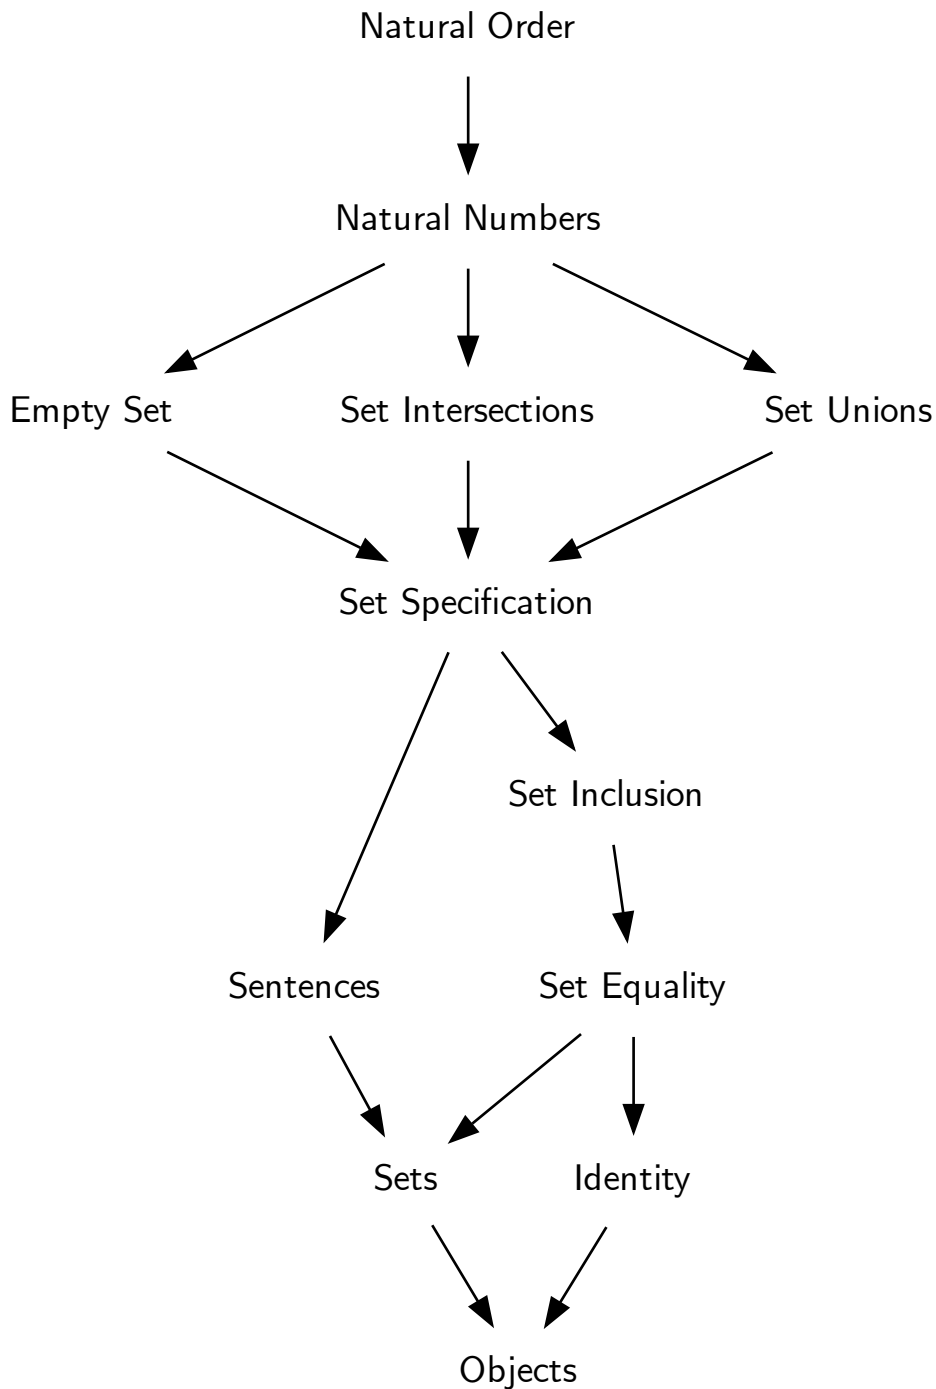 Natural Order
Natural Numbers
Empty Set
Set Intersections
Set Unions
Set Specification
Set Inclusion
Sentences
Set Equality
Sets
Identity
Objects